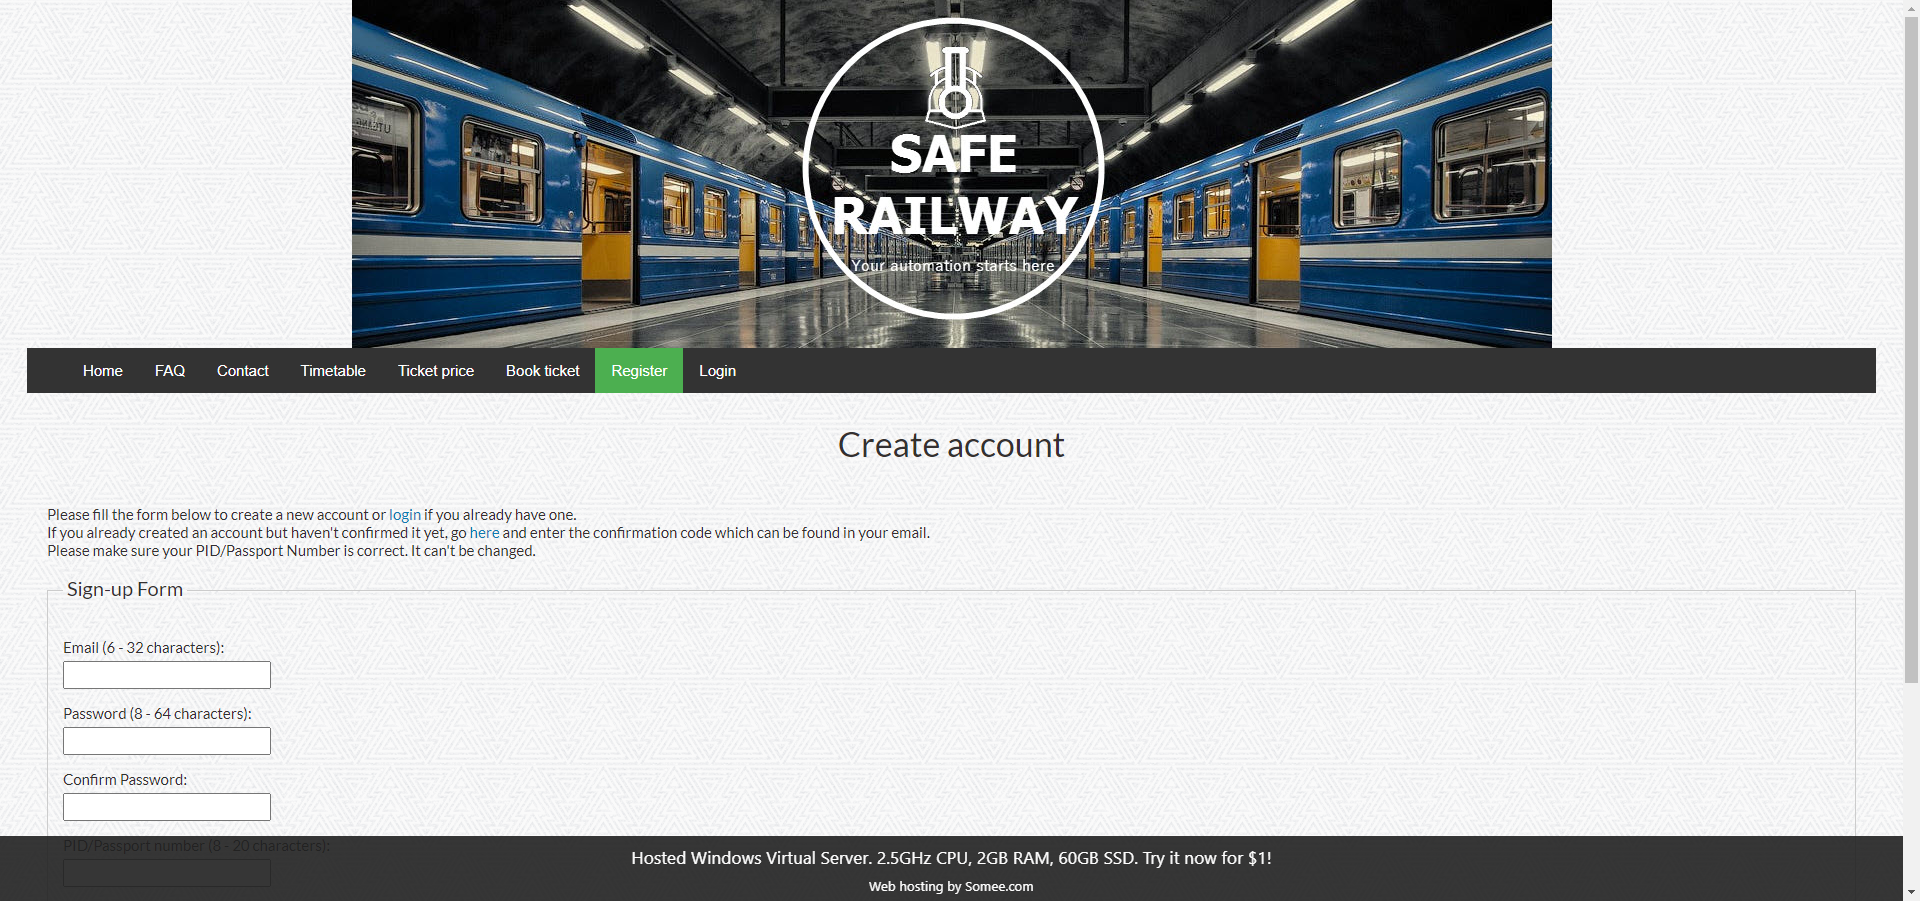 SAFE
RAILWAY
Your automation starts here
Home FAQ Contact Timetable Ticket price Book ticket Register Login
Create account
Please fill the form below to create a new account or login if you already have one.
If you already created an account but haven't confirmed it yet, go here and enter the confirmation code which can be found in your email.
Please make sure your PID/Passport Number is correct. It can't be changed.
Sign-up Form
Email (6 - 32 characters):
Password (8 - 64 characters):
Confirm Password:
PID/Passport number (8 - 20 characters):
Hosted Windows Virtual Server. 2.5GHz CPU, 2GB RAM, 60GB SSD. Try it now for $1!
Web hosting by Somee.com